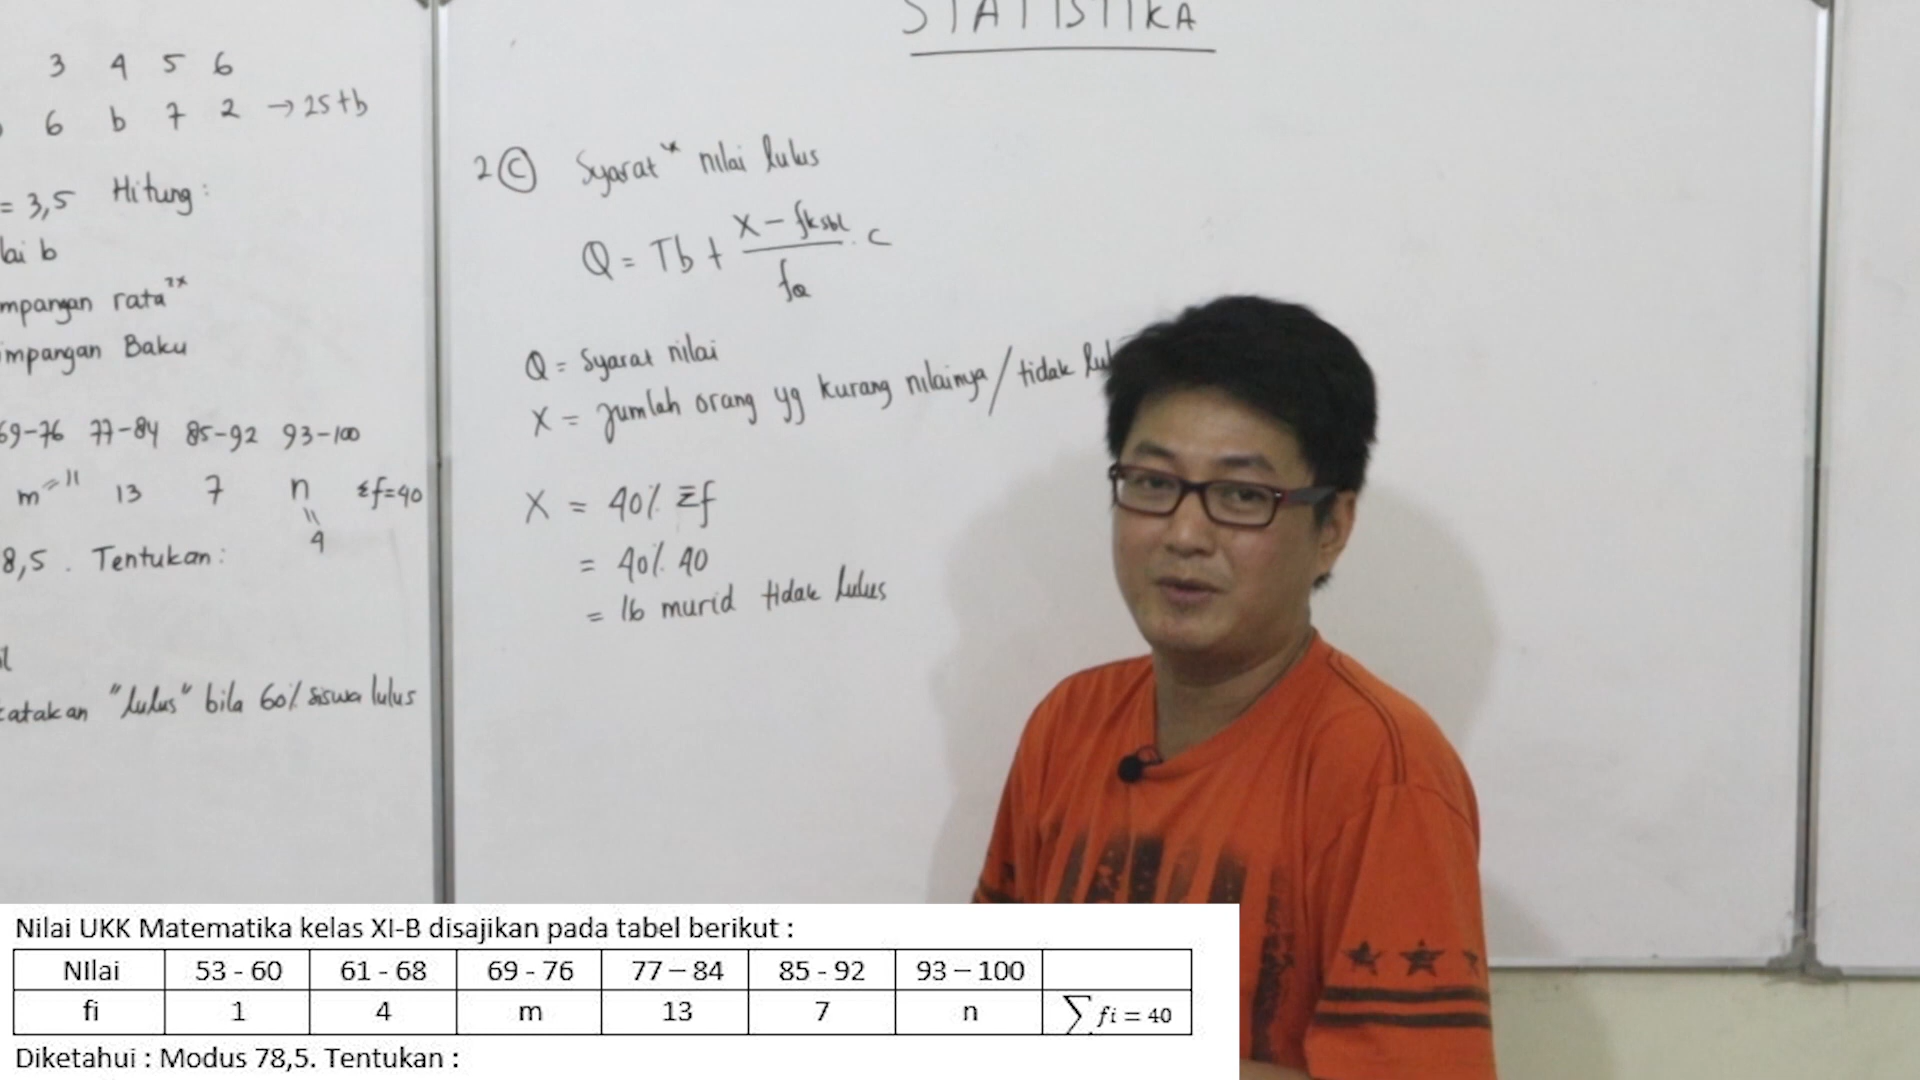 STATISTIKA
3 4 5 6
6 b 7 2 → 25+b
= 3,5 Hitung:
lai b
mpangan rata²ˣ
impangan Baku
69-76 77-84 85-92 93-100
m = 11 13 7 n Σf=40
= 4
8,5. Tentukan:
catakan "lulus" bila 60% siswa lulus
2 Ⓒ Syarat ˣ nilai lulus
Q = Tb + (x - fksbl)/fQ . c
Q = Syarat nilai
X = Jumlah orang yg kurang nilainya / tidak lul
X = 40% Σf
= 40% 40
= 16 murid tidak lulus
Nilai UKK Matematika kelas XI-B disajikan pada tabel berikut :
NIlai 53 - 60 61 - 68 69 - 76 77 – 84 85 - 92 93 – 100
fi 1 4 m 13 7 n ∑ fi = 40
Diketahui : Modus 78,5. Tentukan :